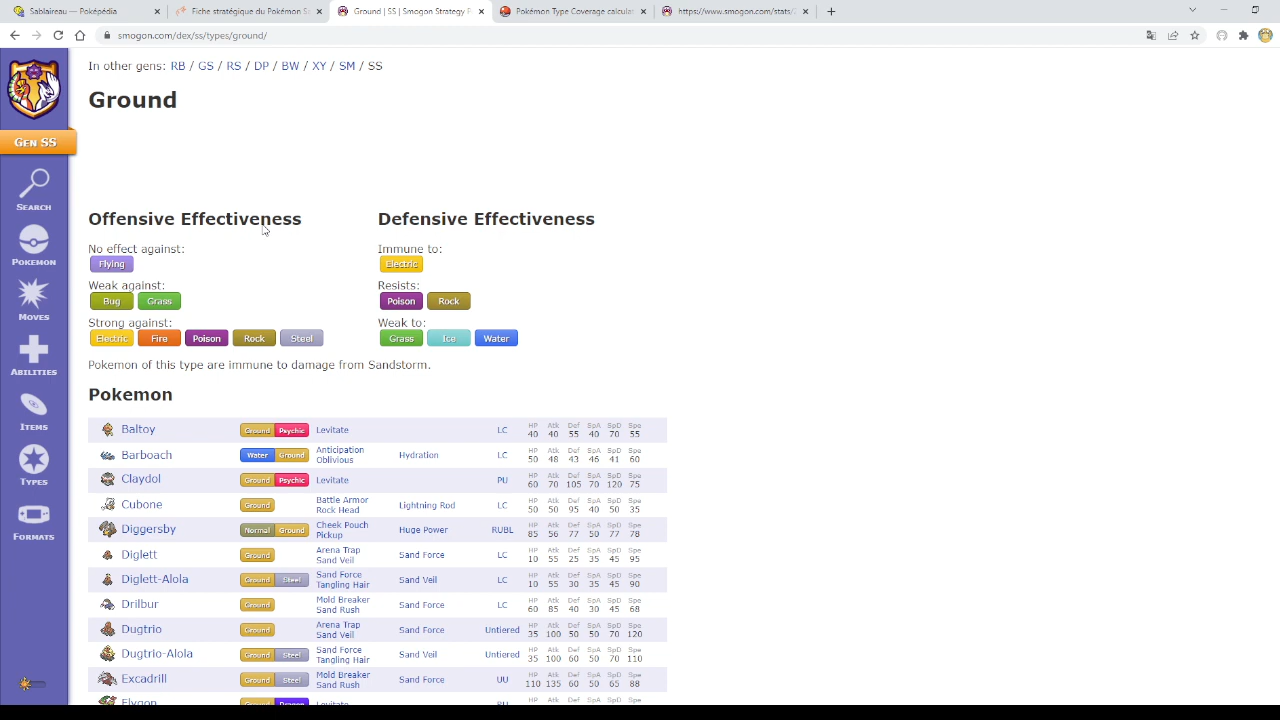 Sablaireau — Poképédia
Fiche stratégique du Pokémon S
Ground | SS | Smogon Strategy P
Pokémon Type Coverage calcula
https://www.smogon.com/stats/
smogon.com/dex/ss/types/ground/
In other gens: RB / GS / RS / DP / BW / XY / SM / SS
Ground
GEN SS
SEARCH
POKEMON
MOVES
ABILITIES
ITEMS
TYPES
FORMATS
Offensive Effectiveness
No effect against:
Flying
Weak against:
Bug Grass
Strong against:
Electric Fire Poison Rock Steel
Defensive Effectiveness
Immune to:
Electric
Resists:
Poison Rock
Weak to:
Grass Ice Water
Pokemon of this type are immune to damage from Sandstorm.
Pokemon
Baltoy Ground Psychic Levitate LC HP 40 Atk 40 Def 55 SpA 40 SpD 70 Spe 55
Barboach Water Ground Anticipation Oblivious Hydration LC HP 50 Atk 48 Def 43 SpA 46 SpD 41 Spe 60
Claydol Ground Psychic Levitate PU HP 60 Atk 70 Def 105 SpA 70 SpD 120 Spe 75
Cubone Ground Battle Armor Rock Head Lightning Rod LC HP 50 Atk 50 Def 95 SpA 40 SpD 50 Spe 35
Diggersby Normal Ground Cheek Pouch Pickup Huge Power RUBL HP 85 Atk 56 Def 77 SpA 50 SpD 77 Spe 78
Diglett Ground Arena Trap Sand Veil Sand Force LC HP 10 Atk 55 Def 25 SpA 35 SpD 45 Spe 95
Diglett-Alola Ground Steel Sand Force Tangling Hair Sand Veil LC HP 10 Atk 55 Def 30 SpA 35 SpD 45 Spe 90
Drilbur Ground Mold Breaker Sand Rush Sand Force LC HP 60 Atk 85 Def 40 SpA 30 SpD 45 Spe 68
Dugtrio Ground Arena Trap Sand Veil Sand Force Untiered HP 35 Atk 100 Def 50 SpA 50 SpD 70 Spe 120
Dugtrio-Alola Ground Steel Sand Force Tangling Hair Sand Veil Untiered HP 35 Atk 100 Def 60 SpA 50 SpD 70 Spe 110
Excadrill Ground Steel Mold Breaker Sand Rush Sand Force UU HP 110 Atk 135 Def 60 SpA 50 SpD 65 Spe 88
Flygon Ground Dragon Levitate RU HP Atk Def SpA SpD Spe